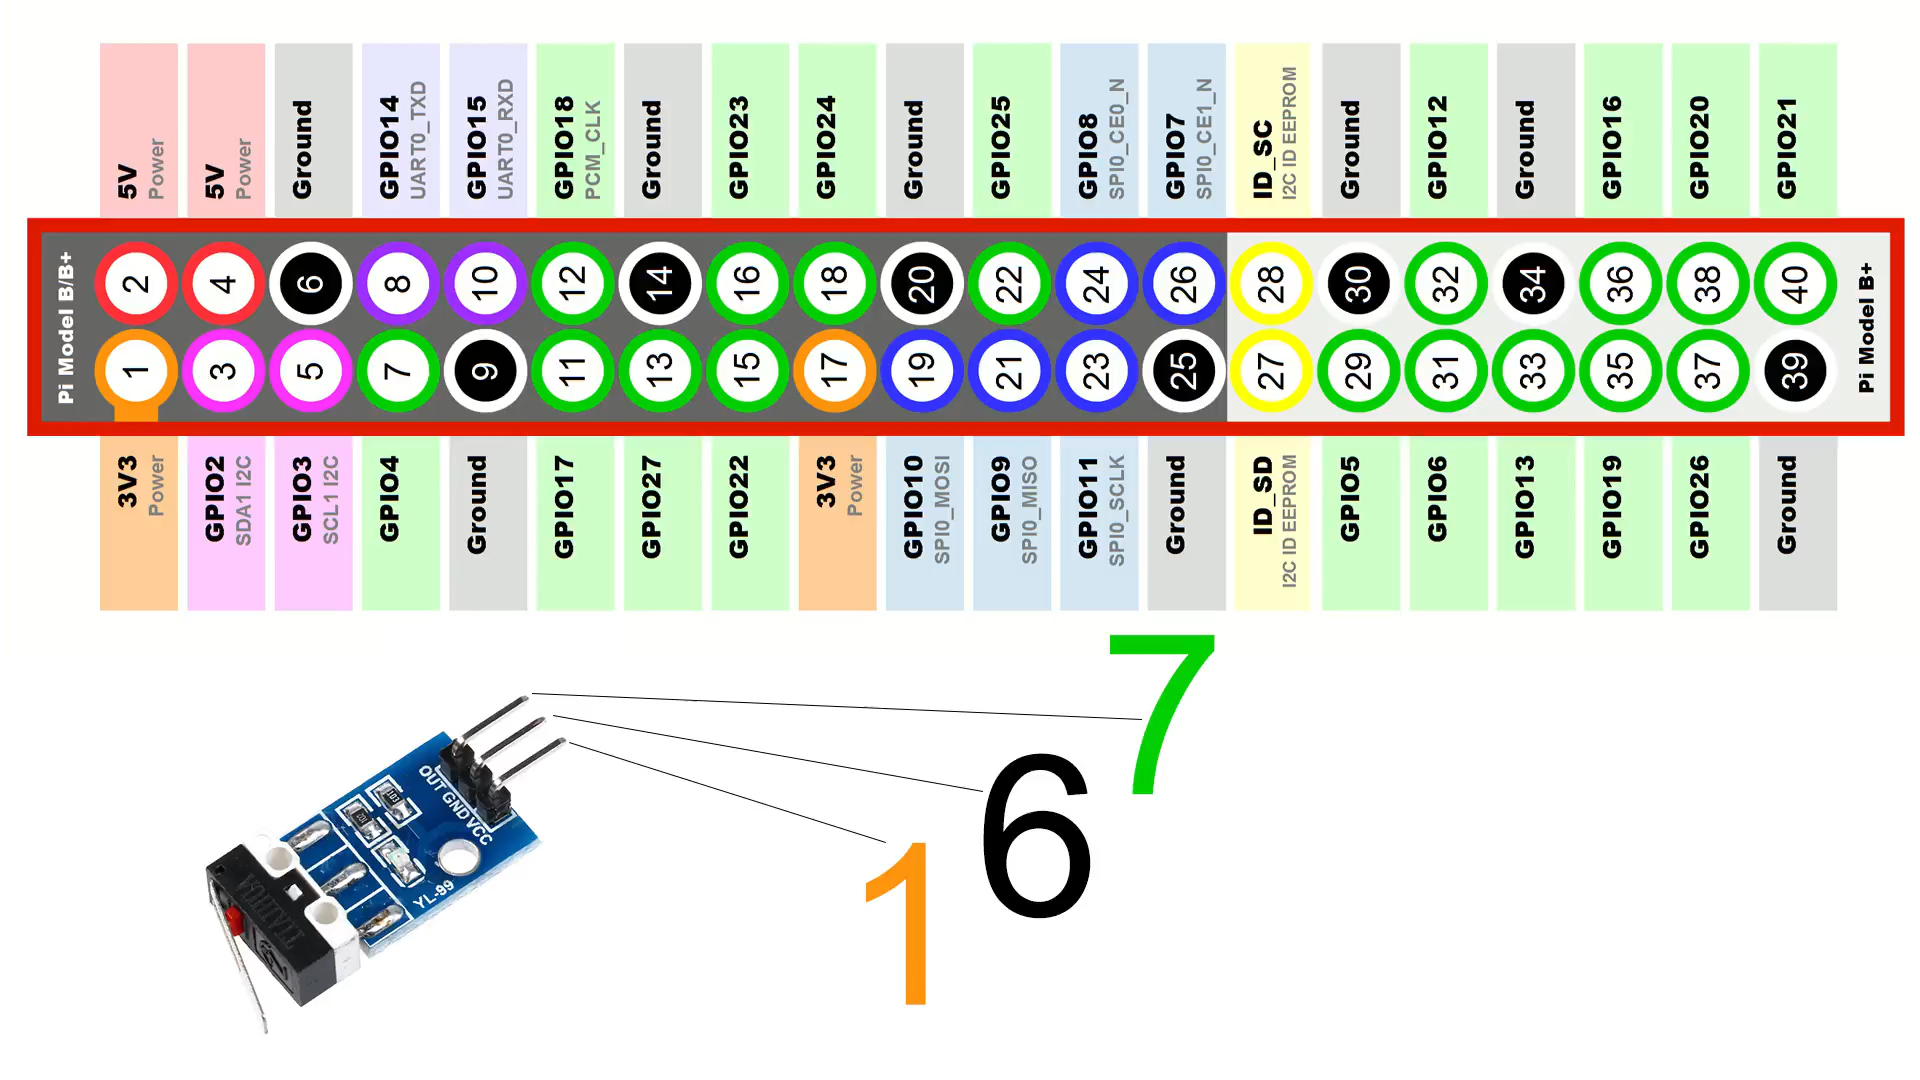 5V
Power
5V
Power
Ground
GPIO14
UART0_TXD
GPIO15
UART0_RXD
GPIO18
PCM_CLK
Ground
GPIO23
GPIO24
Ground
GPIO25
GPIO8
SPI0_CE0_N
GPIO7
SPI0_CE1_N
ID_SC
I2C ID EEPROM
Ground
GPIO12
Ground
GPIO16
GPIO20
GPIO21
Pi Model B/B+
2 4 6 8 10 12 14 16 18 20 22 24 26 28 30 32 34 36 38 40
1 3 5 7 9 11 13 15 17 19 21 23 25 27 29 31 33 35 37 39
Pi Model B+
3V3
Power
GPIO2
SDA1 I2C
GPIO3
SCL1 I2C
GPIO4
Ground
GPIO17
GPIO27
GPIO22
3V3
Power
GPIO10
SPI0_MOSI
GPIO9
SPI0_MISO
GPIO11
SPI0_SCLK
Ground
ID_SD
I2C ID EEPROM
GPIO5
GPIO6
GPIO13
GPIO19
GPIO26
Ground
7
6
1
OUT GND VCC
YL-99